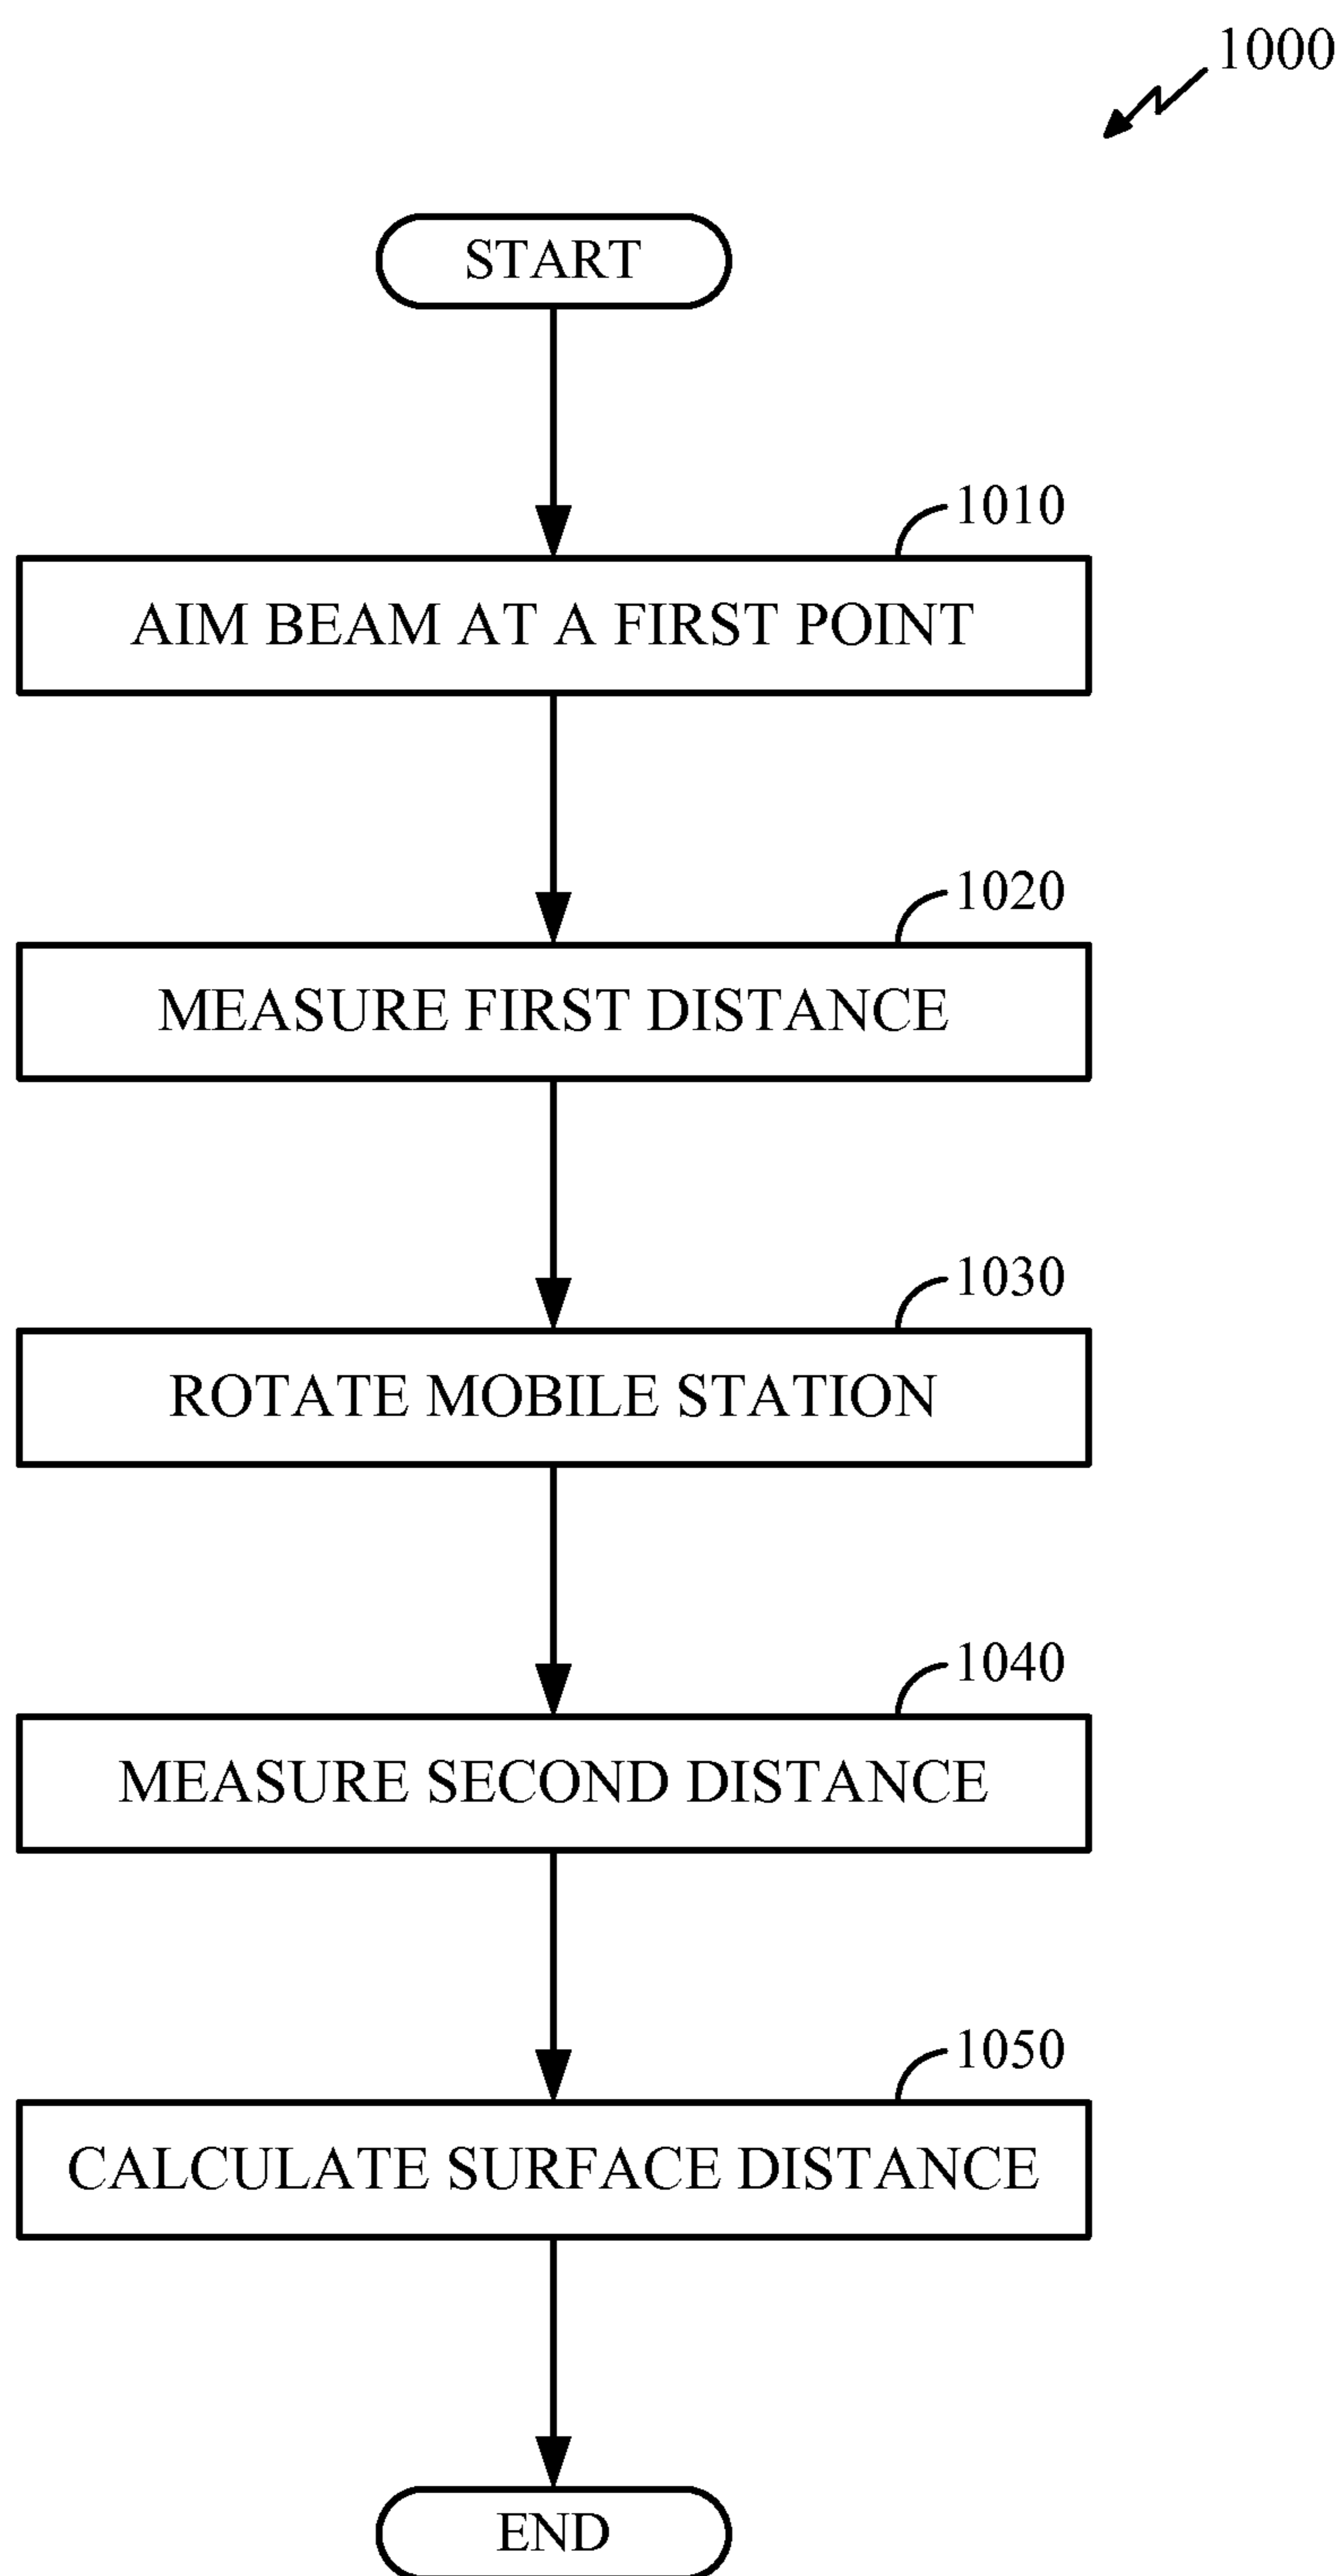 1000
START
1010
AIM BEAM AT A FIRST POINT
1020
MEASURE FIRST DISTANCE
1030
ROTATE MOBILE STATION
1040
MEASURE SECOND DISTANCE
1050
CALCULATE SURFACE DISTANCE
END